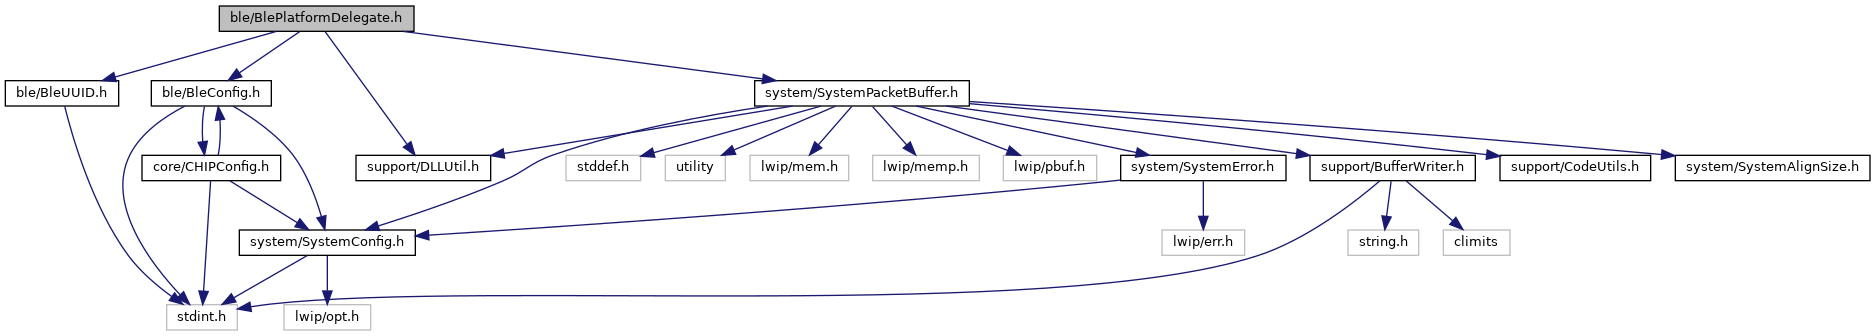 ble/BlePlatformDelegate.h
ble/BleUUID.h
ble/BleConfig.h
system/SystemPacketBuffer.h
core/CHIPConfig.h
support/DLLUtil.h
stddef.h
utility
lwip/mem.h
lwip/memp.h
lwip/pbuf.h
system/SystemError.h
support/BufferWriter.h
support/CodeUtils.h
system/SystemAlignSize.h
system/SystemConfig.h
lwip/err.h
string.h
climits
stdint.h
lwip/opt.h